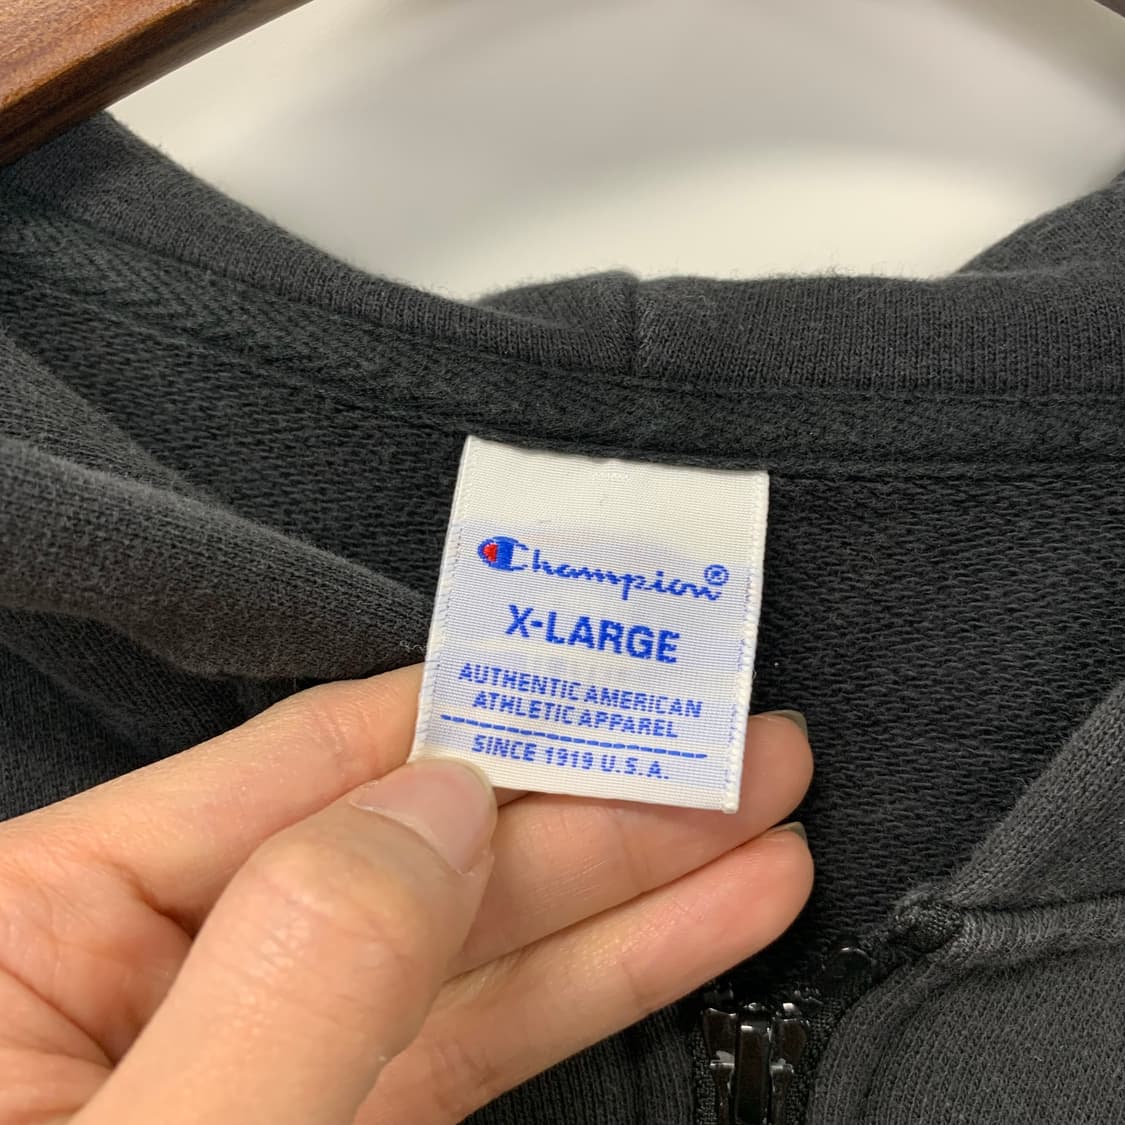 Champion®
X-LARGE
AUTHENTIC AMERICAN
ATHLETIC APPAREL
SINCE 1919 U.S.A.